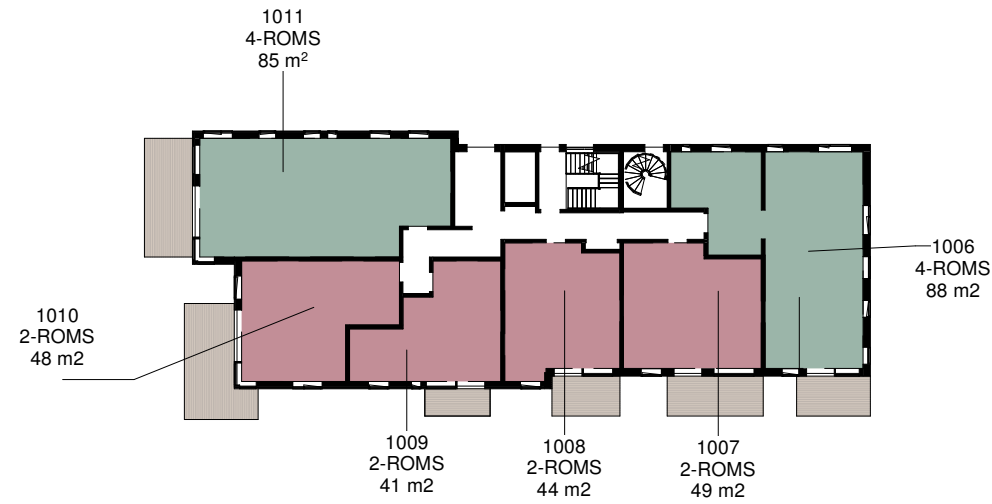 1011
4-ROMS
85 m²
1006
4-ROMS
88 m2
1010
2-ROMS
48 m2
1009
2-ROMS
41 m2
1008
2-ROMS
44 m2
1007
2-ROMS
49 m2